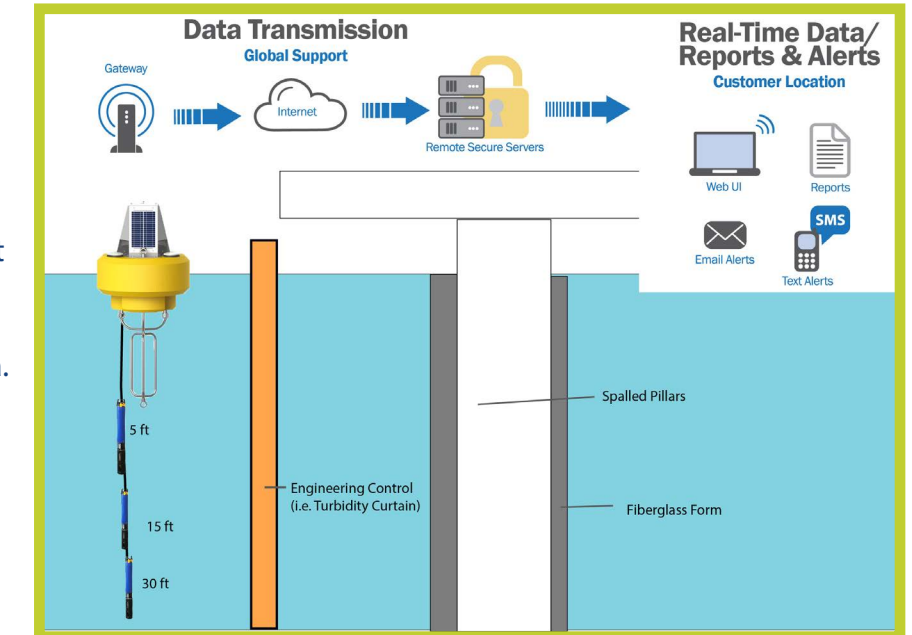 Data Transmission
Global Support
Gateway
Internet
Remote Secure Servers
Real-Time Data/
Reports & Alerts
Customer Location
Web UI
Reports
SMS
Email Alerts
Text Alerts
5 ft
15 ft
30 ft
Engineering Control
(i.e. Turbidity Curtain)
Spalled Pillars
Fiberglass Form